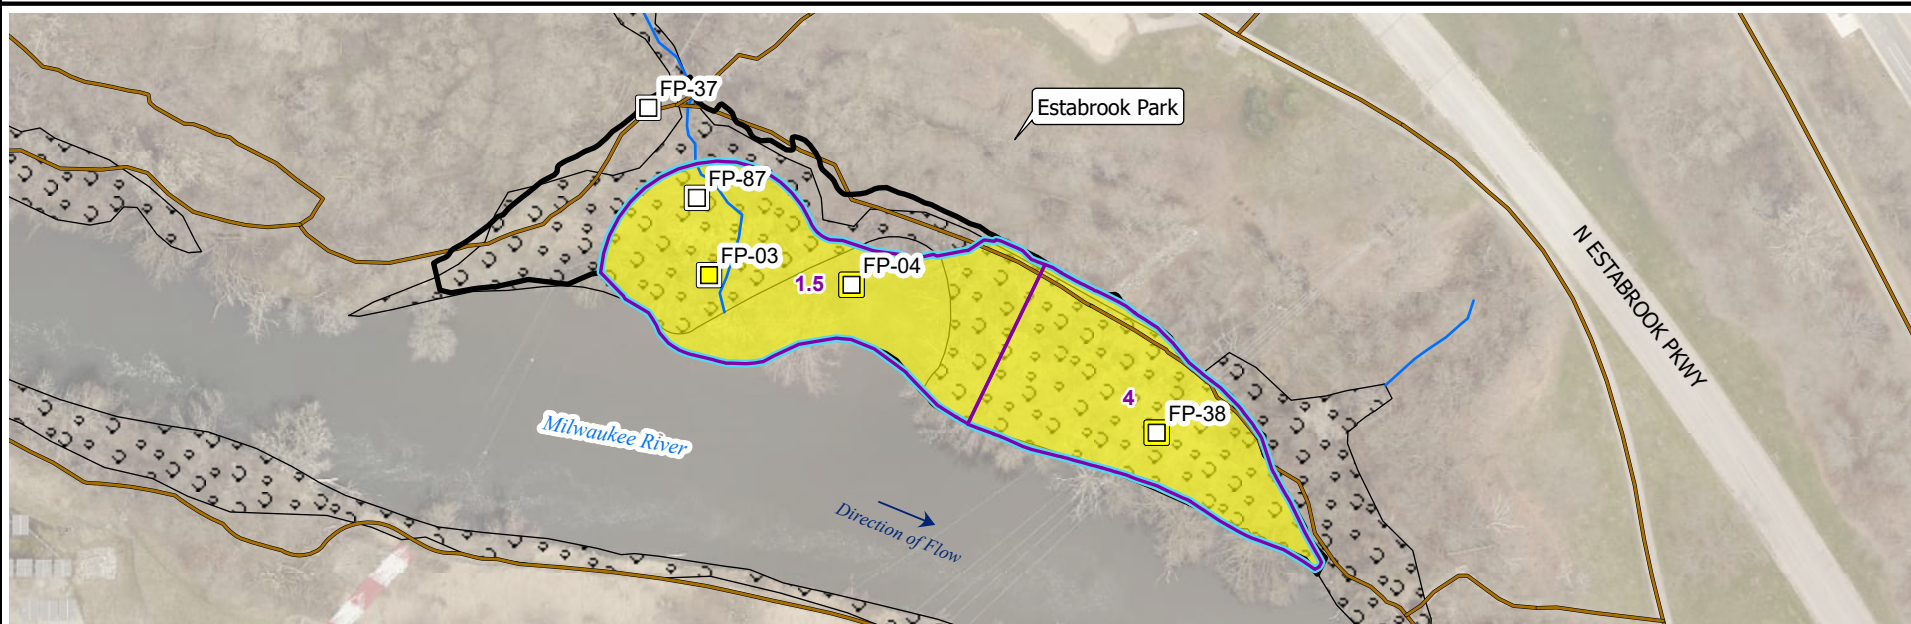 FP-37
Estabrook Park
FP-87
FP-03
FP-04
1.5
N ESTABROOK PKWY
4
FP-38
Milwaukee River
Direction of Flow